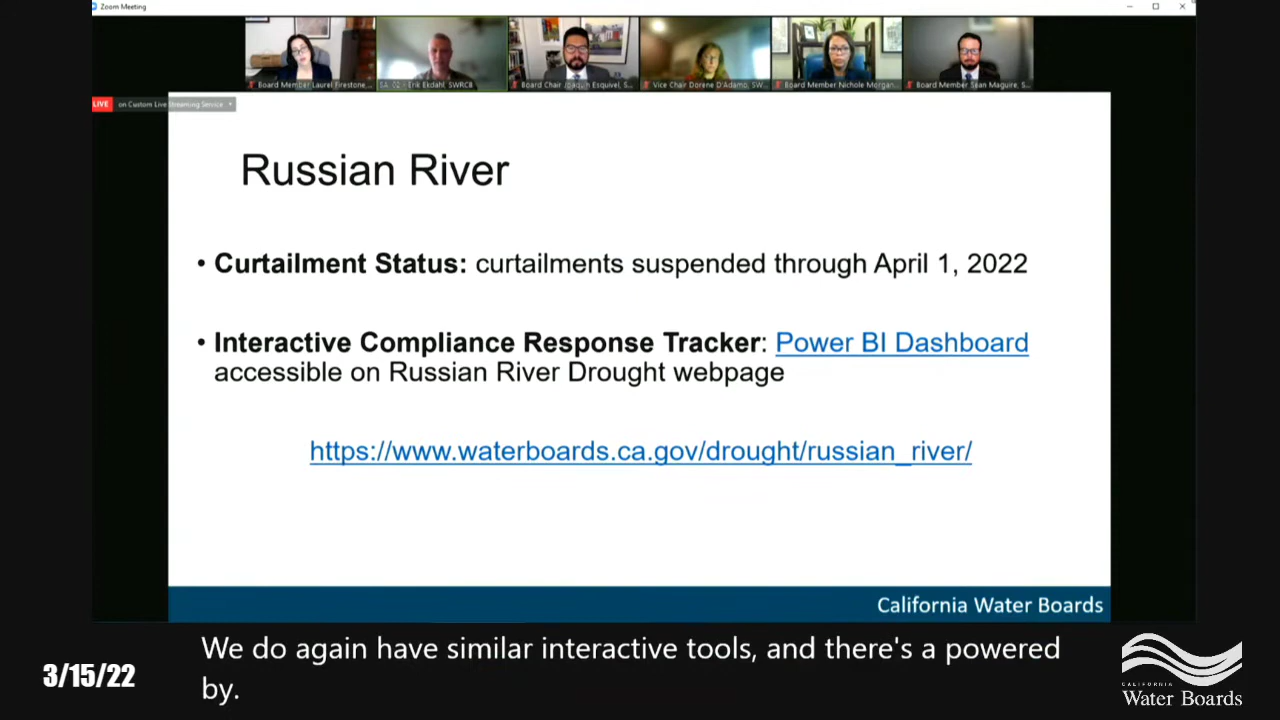 Zoom Meeting
Board Member Laurel Firestone,...
Erik Ekdahl, SWRCB
Board Chair Joaquin Esquivel, S...
Vice Chair Dorene D'Adamo, SW...
Board Member Nichole Morgan...
Board Member Sean Maguire, S...
LIVE on Custom Live Streaming Service
Russian River
• Curtailment Status: curtailments suspended through April 1, 2022
• Interactive Compliance Response Tracker: Power BI Dashboard
accessible on Russian River Drought webpage
https://www.waterboards.ca.gov/drought/russian_river/
California Water Boards
We do again have similar interactive tools, and there's a powered
by.
3/15/22
CALIFORNIA
Water Boards